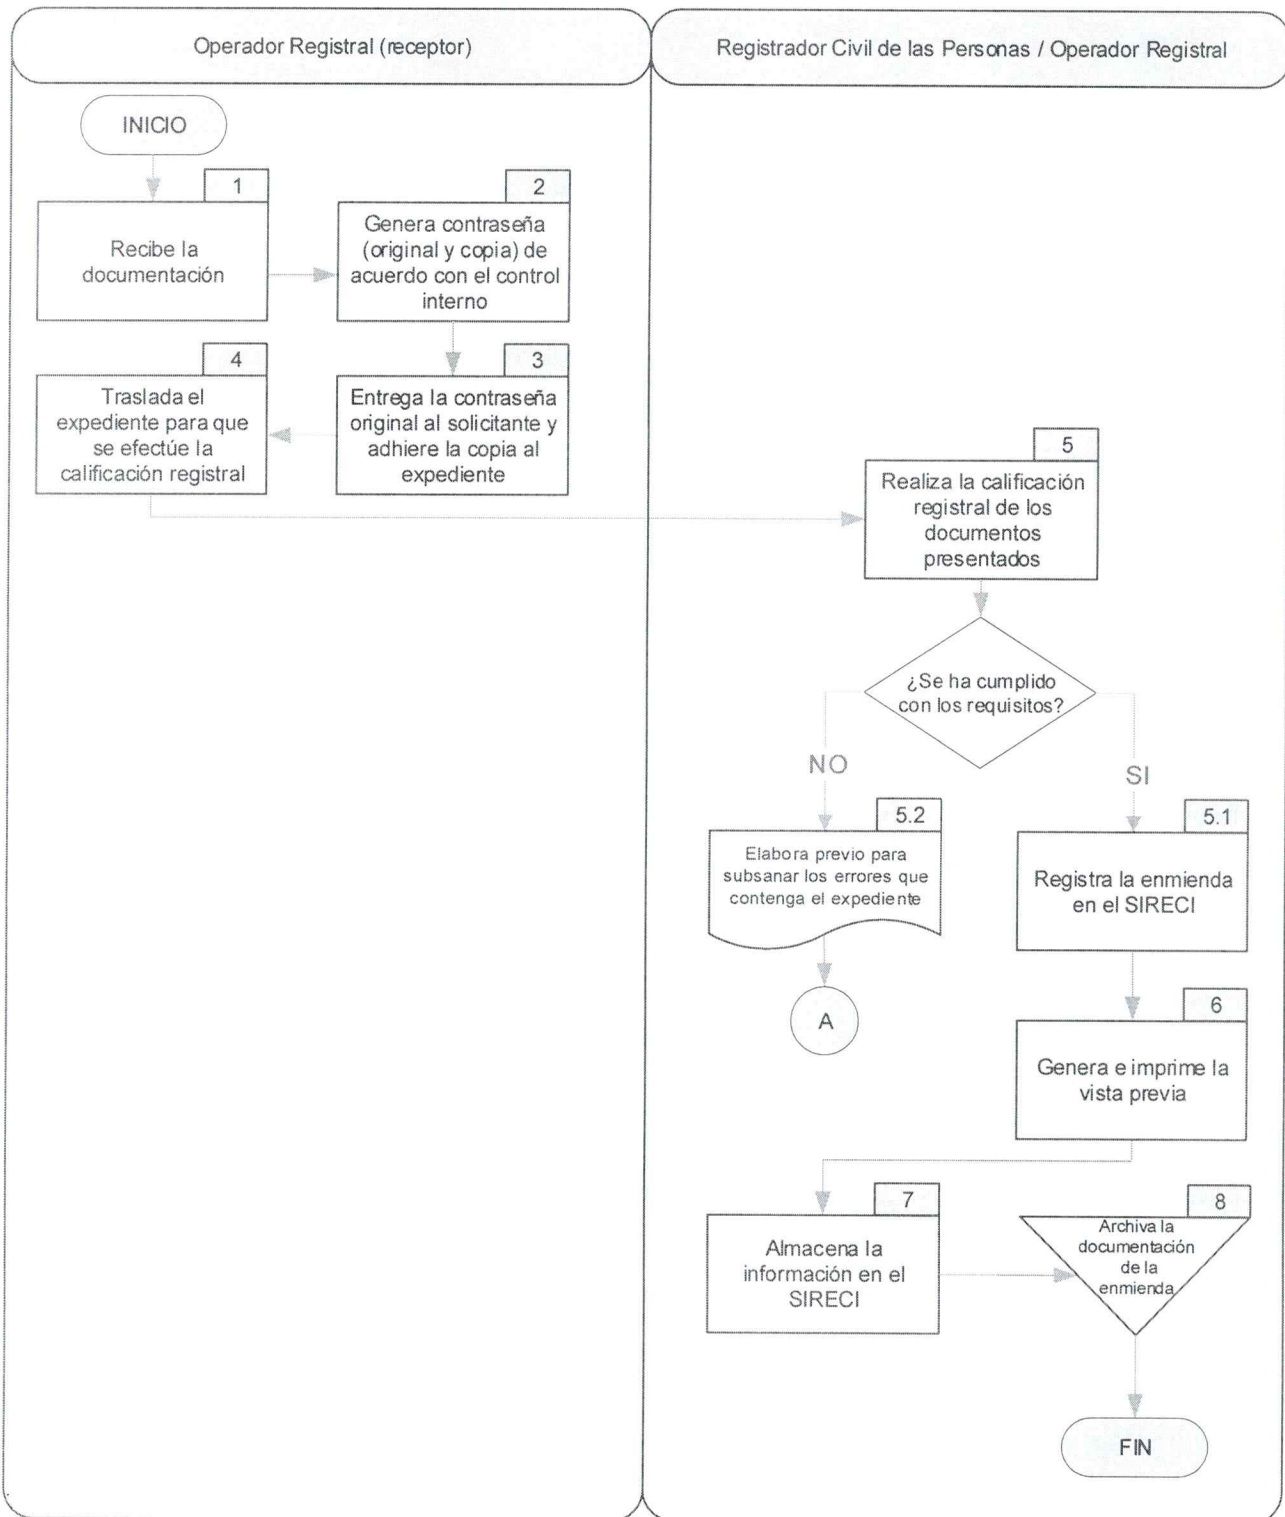 Operador Registral (receptor)
Registrador Civil de las Personas / Operador Registral
INICIO
1
Recibe la
documentación
2
Genera contraseña
(original y copia) de
acuerdo con el control
interno
3
Entrega la contraseña
original al solicitante y
adhiere la copia al
expediente
4
Traslada el
expediente para que
se efectúe la
calificación registral
5
Realiza la calificación
registral de los
documentos
presentados
¿Se ha cumplido
con los requisitos?
NO
SI
5.2
Elabora previo para
subsanar los errores que
contenga el expediente
A
5.1
Registra la enmienda
en el SIRECI
6
Genera e imprime la
vista previa
7
Almacena la
información en el
SIRECI
8
Archiva la
documentación
de la
enmienda
FIN